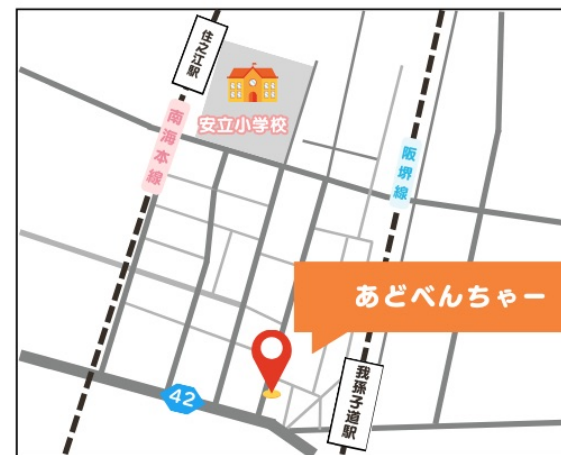 住之江駅
安立小学校
南海本線
阪堺線
あどべんちゃー
我孫子道駅
42